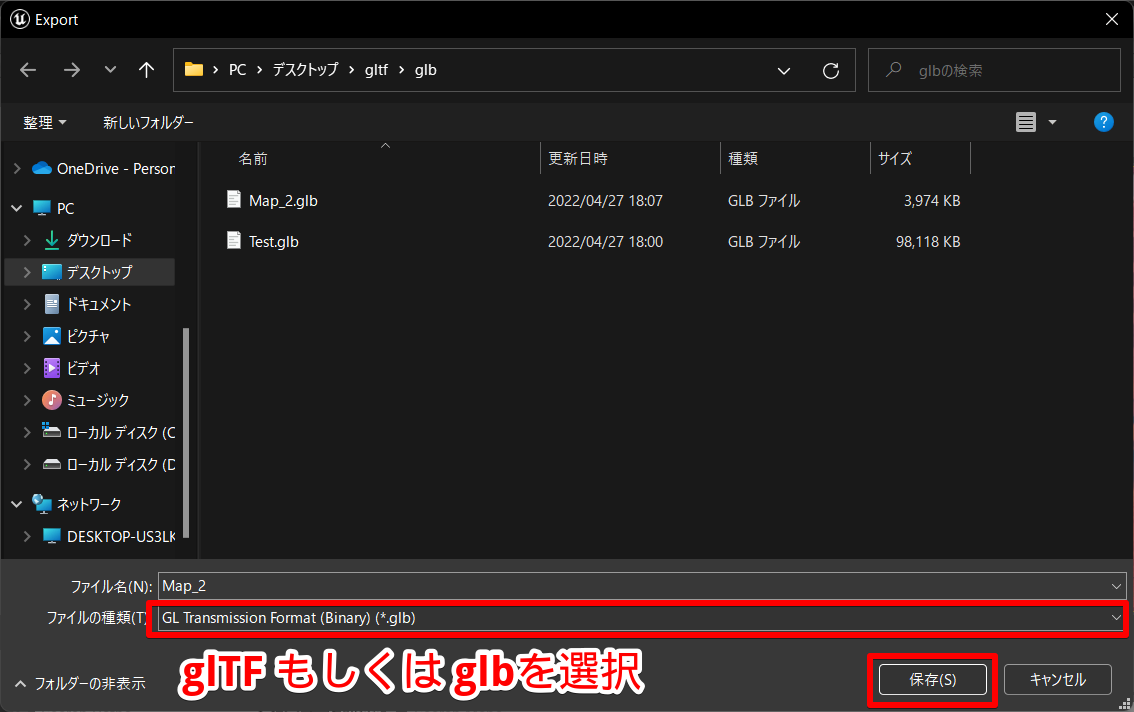 Export
PC > デスクトップ > gltf > glb
glbの検索
整理
新しいフォルダー
名前 更新日時 種類 サイズ
Map_2.glb 2022/04/27 18:07 GLB ファイル 3,974 KB
Test.glb 2022/04/27 18:00 GLB ファイル 98,118 KB
OneDrive - Person
PC
ダウンロード
デスクトップ
ドキュメント
ピクチャ
ビデオ
ミュージック
ローカル ディスク (C
ローカル ディスク (D
ネットワーク
DESKTOP-US3LK
ファイル名(N): Map_2
ファイルの種類(T) GL Transmission Format (Binary) (*.glb)
glTF もしくは glbを選択
フォルダーの非表示
保存(S)
キャンセル